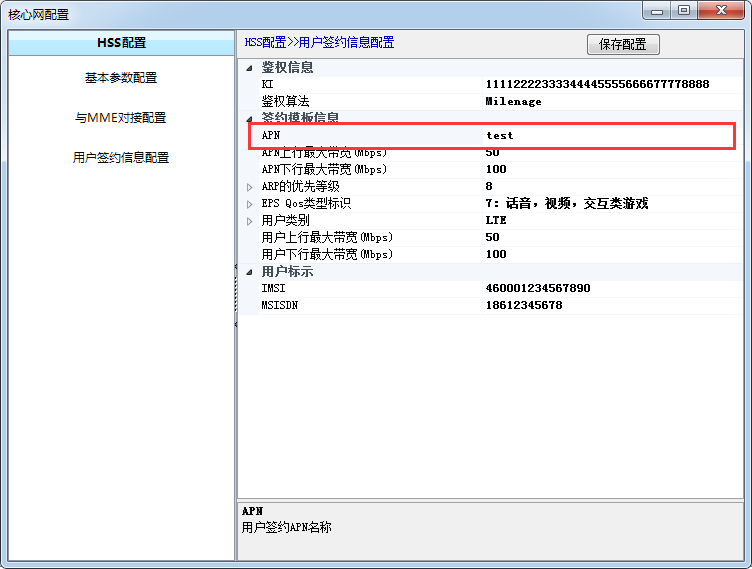 核心网配置
HSS配置
基本参数配置
与MME对接配置
用户签约信息配置
HSS配置>>用户签约信息配置
保存配置
鉴权信息
KI 11112222333344445555666677778888
鉴权算法 Milenage
签约模板信息
APN test
APN上行最大带宽(Mbps) 50
APN下行最大带宽(Mbps) 100
ARP的优先等级 8
EPS Qos类型标识 7：话音，视频，交互类游戏
用户类别 LTE
用户上行最大带宽(Mbps) 50
用户下行最大带宽(Mbps) 100
用户标示
IMSI 460001234567890
MSISDN 18612345678
APN
用户签约APN名称